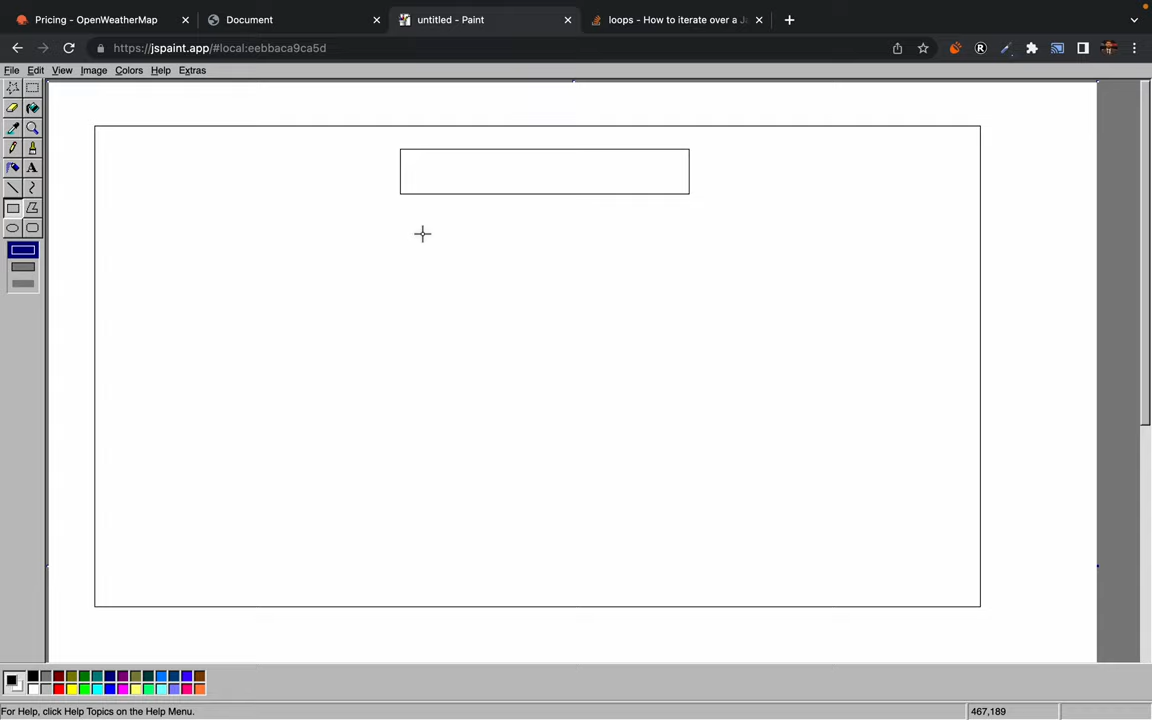 Pricing - OpenWeatherMap
Document
untitled - Paint
loops - How to iterate over a Ja
https://jspaint.app/#local:eebbaca9ca5d
File Edit View Image Colors Help Extras
A
For Help, click Help Topics on the Help Menu.
467,189